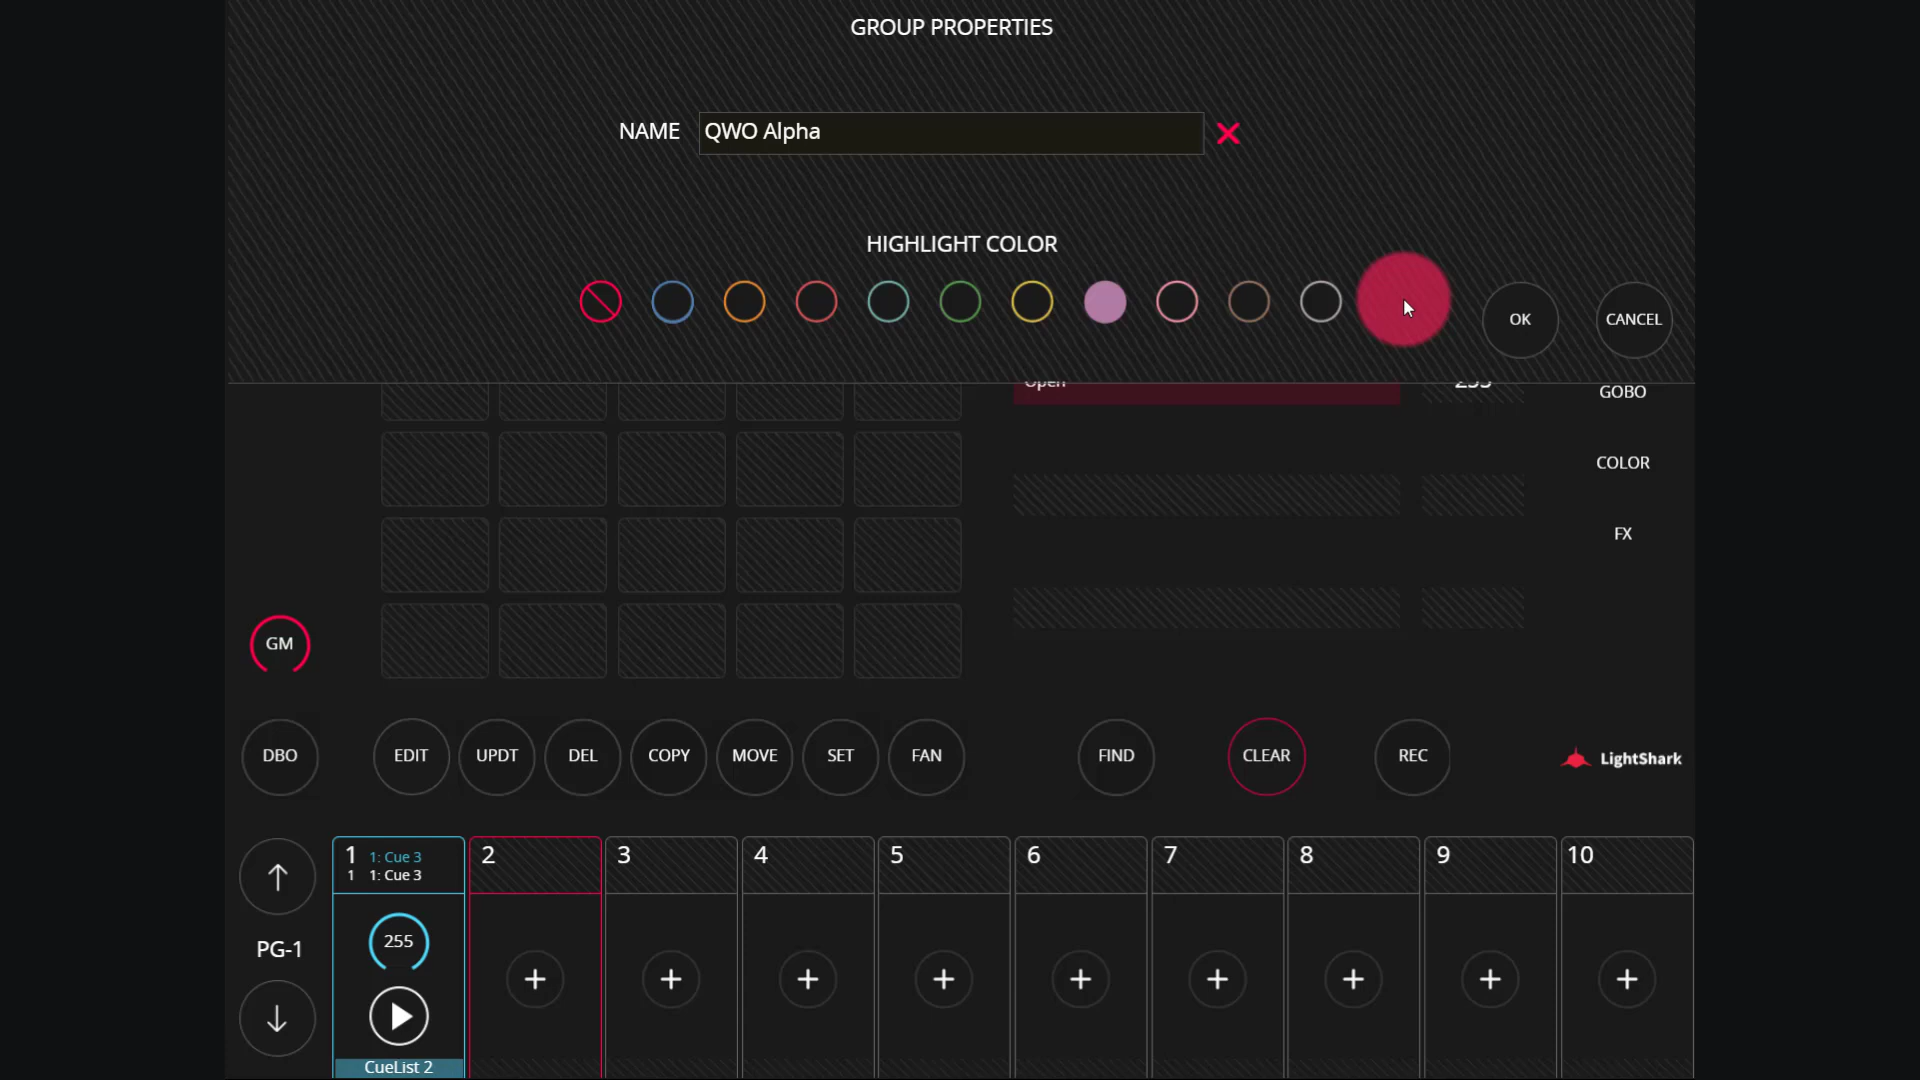 GROUP PROPERTIES
NAME QWO Alpha
HIGHLIGHT COLOR
OK CANCEL
Open 255 GOBO
COLOR
FX
GM
DBO EDIT UPDT DEL COPY MOVE SET FAN FIND CLEAR REC LightShark
1 1: Cue 3 2 3 4 5 6 7 8 9 10
1 1: Cue 3
255
PG-1
+ + + + + + + + +
CueList 2